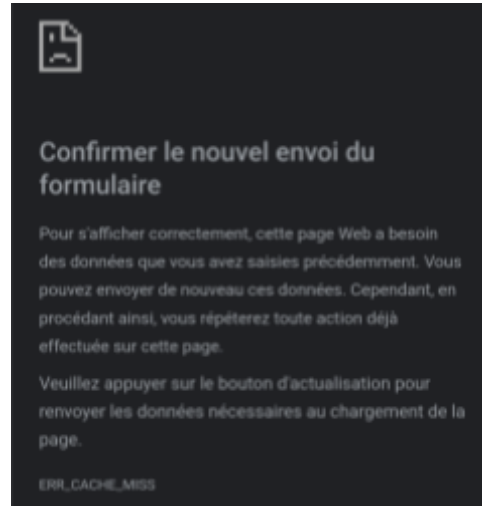 Confirmer le nouvel envoi du
formulaire
Pour s'afficher correctement, cette page Web a besoin
des données que vous avez saisies précédemment. Vous
pouvez envoyer de nouveau ces données. Cependant, en
procédant ainsi, vous répéterez toute action déjà
effectuée sur cette page.
Veuillez appuyer sur le bouton d'actualisation pour
renvoyer les données nécessaires au chargement de la
page.
ERR_CACHE_MISS